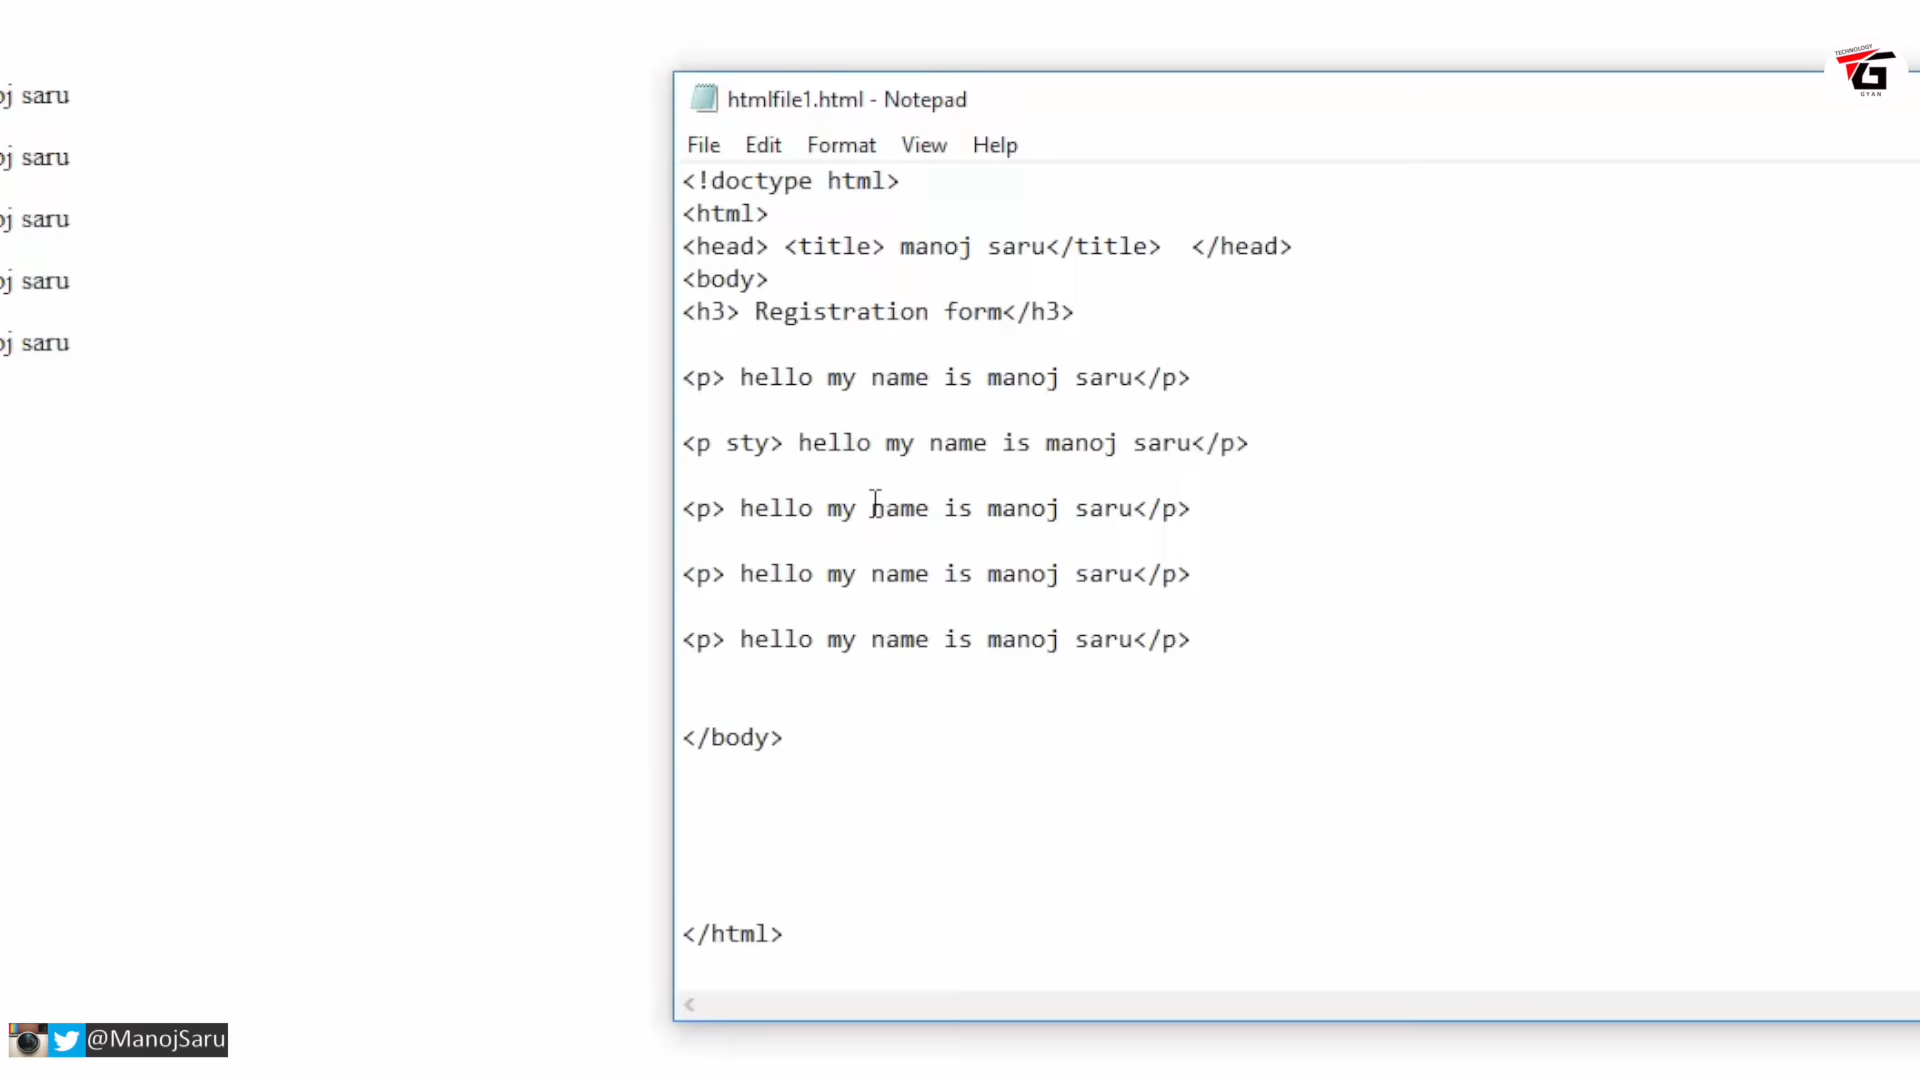 oj saru
oj saru
oj saru
oj saru
oj saru
htmlfile1.html - Notepad
File Edit Format View Help
<!doctype html>
<html>
<head> <title> manoj saru</title>  </head>
<body>
<h3> Registration form</h3>
<p> hello my name is manoj saru</p>
<p sty> hello my name is manoj saru</p>
<p> hello my name is manoj saru</p>
<p> hello my name is manoj saru</p>
<p> hello my name is manoj saru</p>
</body>
</html>
TECHNOLOGY
TG
GYAN
@ManojSaru